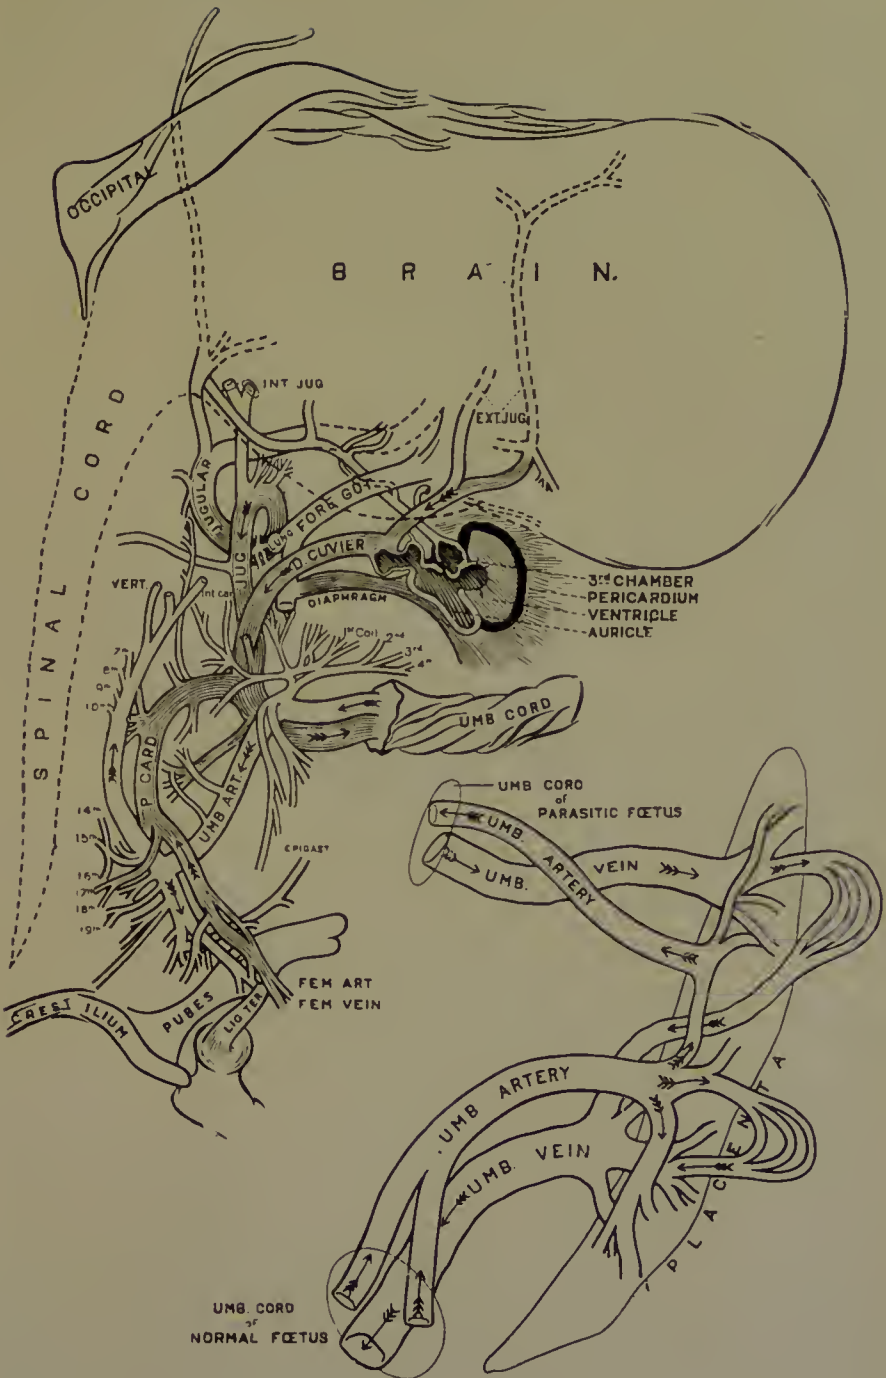 OCCIPITAL
BRAIN.
SPINAL CORD
INT JUG
EXT.JUG
JUGULAR
JUG
LUNG
FORE GUT
D. CUVIER
VERT.
Int car
DIAPHRAGM
3rd CHAMBER
PERICARDIUM
VENTRICLE
AURICLE
1st Coil
2nd
3rd
4th
7th
8th
9th
10th
UMB CORD
P CARD
UMB ART.
14th
15th
16th
17th
18th
19th
EPIGAST
FEM ART
FEM VEIN
CREST ILIUM
PUBES
LIG TER
UMB CORD
of
PARASITIC FŒTUS
UMB. ARTERY
UMB. VEIN
UMB ARTERY
UMB. VEIN
PLACENTA
UMB. CORD
of
NORMAL FŒTUS